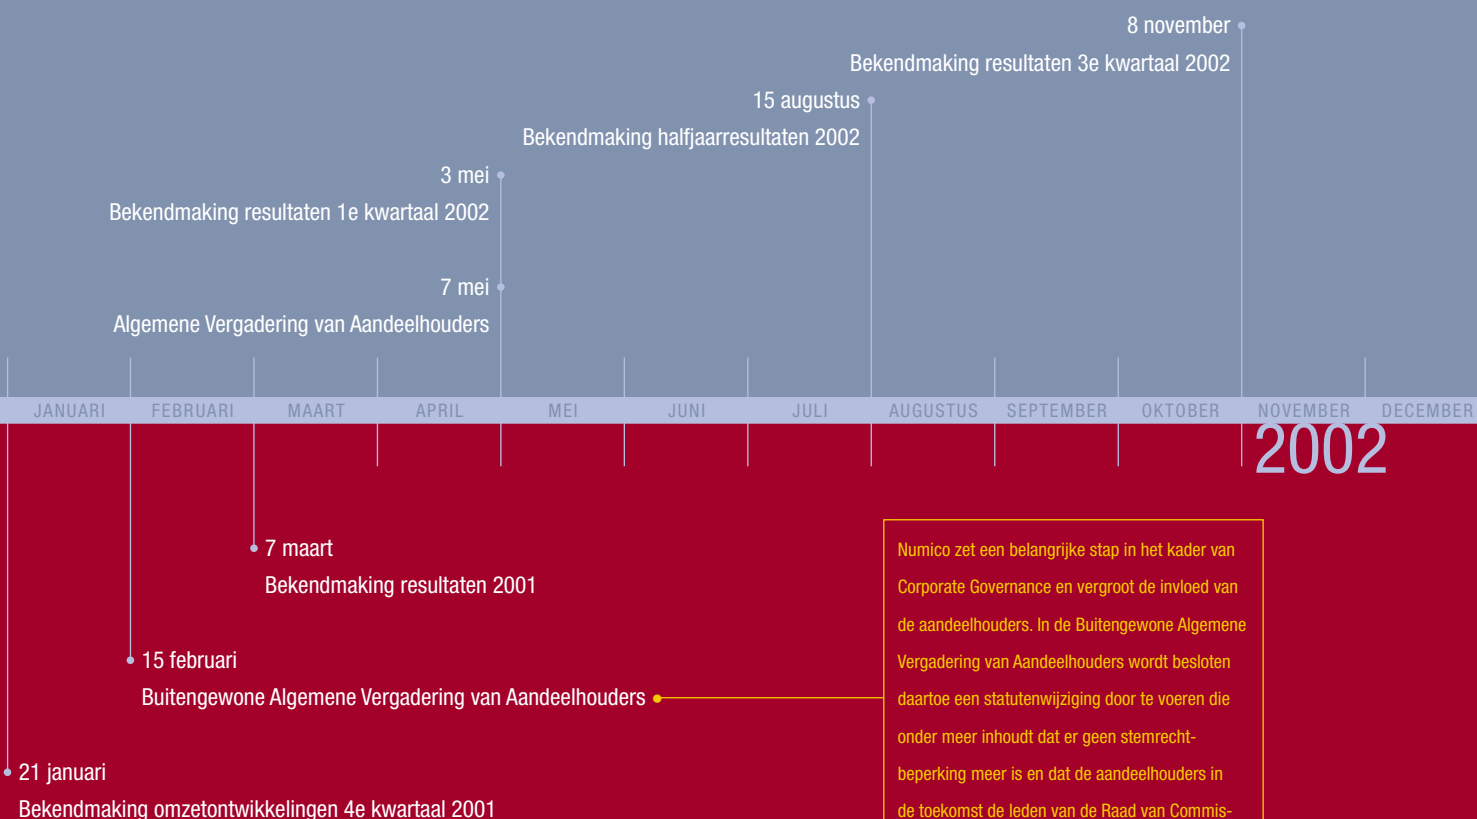 8 november
Bekendmaking resultaten 3e kwartaal 2002
15 augustus
Bekendmaking halfjaarresultaten 2002
3 mei
Bekendmaking resultaten 1e kwartaal 2002
7 mei
Algemene Vergadering van Aandeelhouders
JANUARI FEBRUARI MAART APRIL MEI JUNI JULI AUGUSTUS SEPTEMBER OKTOBER NOVEMBER DECEMBER
2002
7 maart
Bekendmaking resultaten 2001
15 februari
Buitengewone Algemene Vergadering van Aandeelhouders
21 januari
Bekendmaking omzetontwikkelingen 4e kwartaal 2001
Numico zet een belangrijke stap in het kader van
Corporate Governance en vergroot de invloed van
de aandeelhouders. In de Buitengewone Algemene
Vergadering van Aandeelhouders wordt besloten
daartoe een statutenwijziging door te voeren die
onder meer inhoudt dat er geen stemrecht-
beperking meer is en dat de aandeelhouders in
de toekomst de leden van de Raad van Commis-